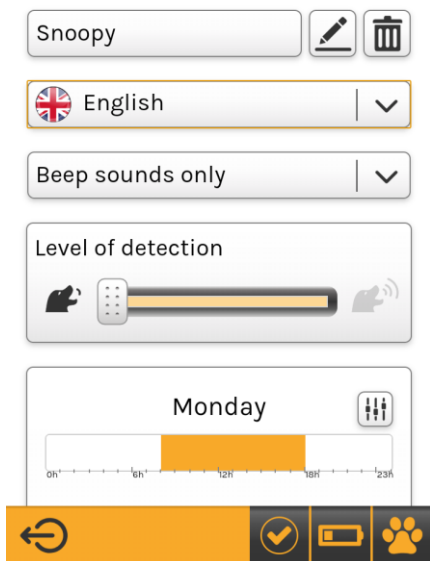 Snoopy
English
Beep sounds only
Level of detection
Monday
0h 6h 12h 18h 23h